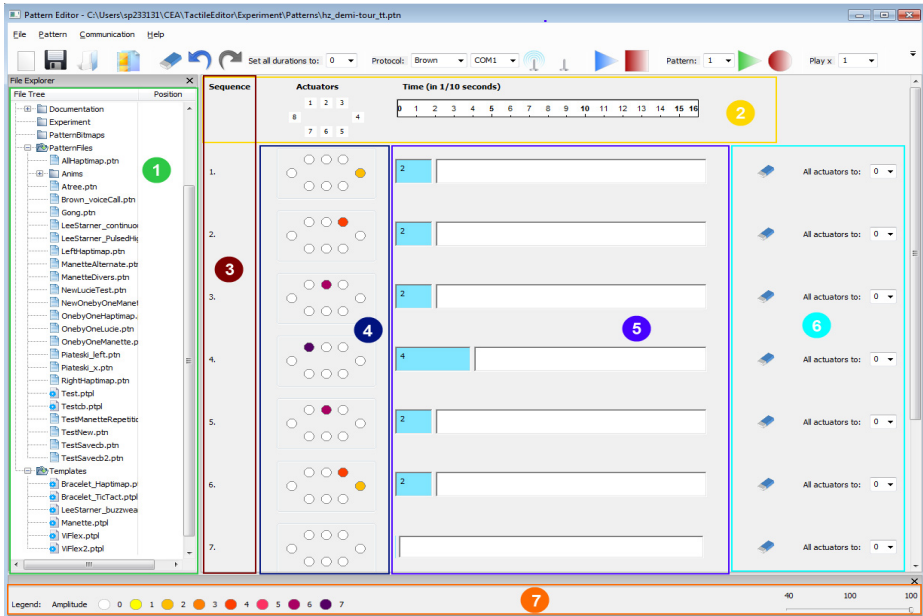 Pattern Editor - C:\Users\sp233131\CEA\TactileEditor\Experiment\Patterns\hz_demi-tour_tt.ptn
File Pattern Communication Help
Set all durations to: 0 Protocol: Brown COM1 Pattern: 1 Play x 1
File Explorer
File Tree Position
Documentation
Experiment
PatternBitmaps
PatternFiles
AllHaptimap.ptn
Anims
Atree.ptn
Brown_voiceCall.ptn
Gong.ptn
LeeStarner_continuou
LeeStarner_PulsedHig
LeftHaptimap.ptn
ManetteAlternate.ptn
ManetteDivers.ptn
NewLucieTest.ptn
NewOnebyOneManet
OnebyOneHaptimap.
OnebyOneLucie.ptn
OnebyOneManette.p
Piateski_left.ptn
Piateski_x.ptn
RightHaptimap.ptn
Test.ptpl
Testcb.ptpl
TestManetteRepetitic
TestNew.ptn
TestSavecb.ptn
TestSavecb2.ptn
Templates
Bracelet_Haptimap.p
Bracelet_TicTact.ptpl
LeeStarner_buzzwea
Manette.ptpl
ViFlex.ptpl
ViFlex2.ptpl
1
Sequence Actuators Time (in 1/10 seconds)
1 2 3
8 4
7 6 5
0 1 2 3 4 5 6 7 8 9 10 11 12 13 14 15 16
2
1. 2 All actuators to: 0
2. 2 All actuators to: 0
3
3. 2 All actuators to: 0
4 5 6
4. 4 All actuators to: 0
5. 2 All actuators to: 0
6. 2 All actuators to: 0
7. All actuators to: 0
Legend: Amplitude 0 1 2 3 4 5 6 7
7
40 100 100